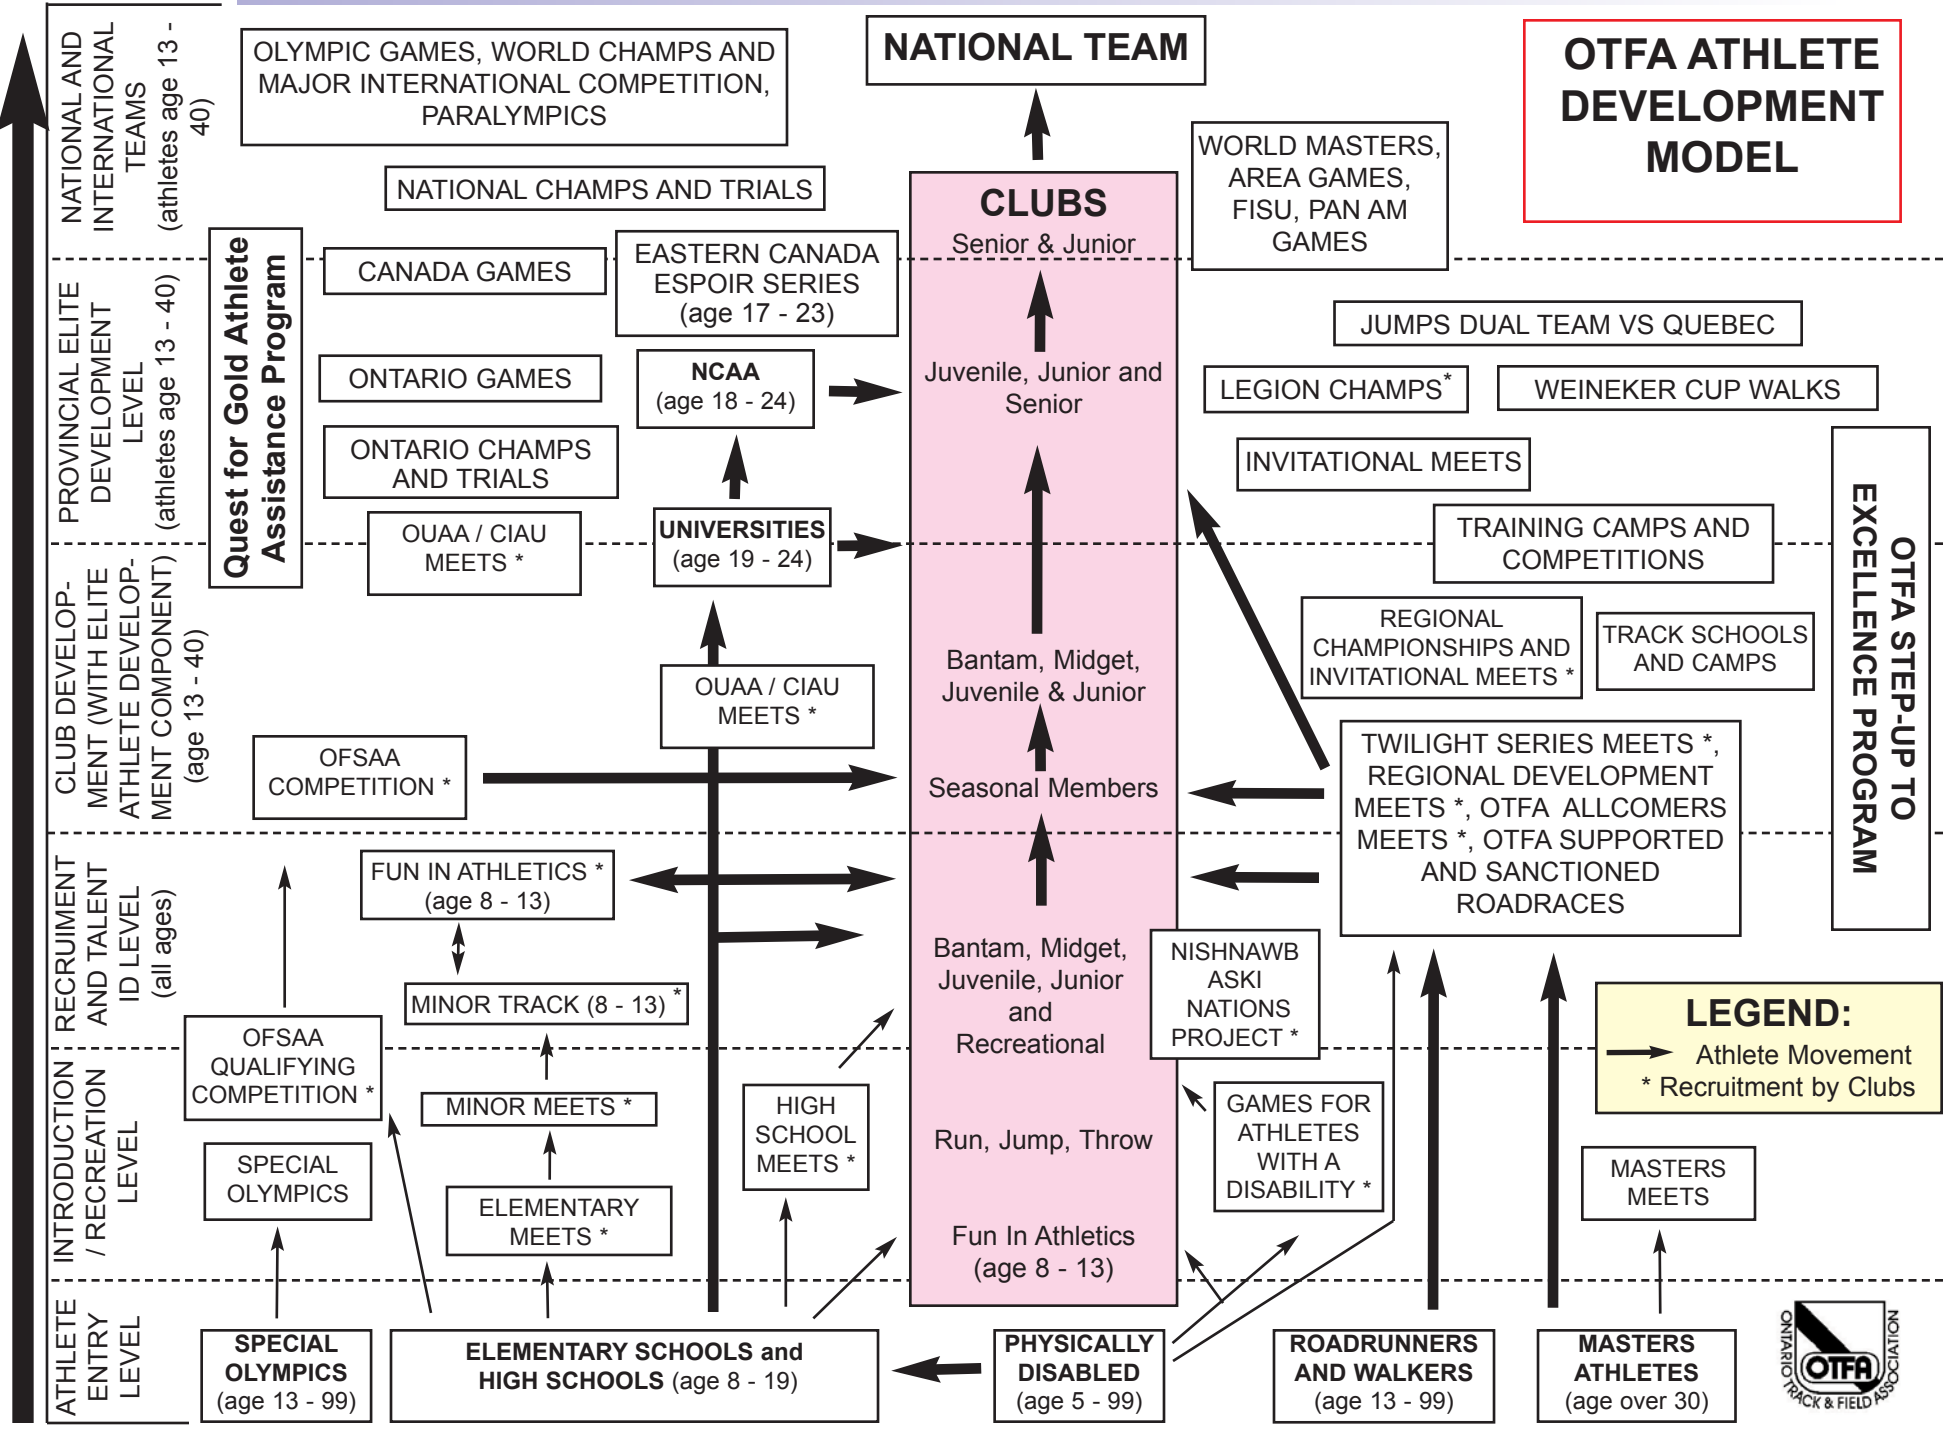 NATIONAL AND
INTERNATIONAL
TEAMS
(athletes age 13 -
40)
OLYMPIC GAMES, WORLD CHAMPS AND
MAJOR INTERNATIONAL COMPETITION,
PARALYMPICS
NATIONAL TEAM
OTFA ATHLETE
DEVELOPMENT
MODEL
NATIONAL CHAMPS AND TRIALS
CLUBS
Senior & Junior
WORLD MASTERS,
AREA GAMES,
FISU, PAN AM
GAMES
PROVINCIAL ELITE
DEVELOPMENT
LEVEL
(athletes age 13 - 40)
Quest for Gold Athlete
Assistance Program
CANADA GAMES
EASTERN CANADA
ESPOIR SERIES
(age 17 - 23)
JUMPS DUAL TEAM VS QUEBEC
ONTARIO GAMES
NCAA
(age 18 - 24)
Juvenile, Junior and
Senior
LEGION CHAMPS*
WEINEKER CUP WALKS
ONTARIO CHAMPS
AND TRIALS
INVITATIONAL MEETS
OUAA / CIAU
MEETS *
UNIVERSITIES
(age 19 - 24)
TRAINING CAMPS AND
COMPETITIONS
OTFA STEP-UP TO
EXCELLENCE PROGRAM
CLUB DEVELOP-
MENT (WITH ELITE
ATHLETE DEVELOP-
MENT COMPONENT)
(age 13 - 40)
REGIONAL
CHAMPIONSHIPS AND
INVITATIONAL MEETS *
TRACK SCHOOLS
AND CAMPS
OUAA / CIAU
MEETS *
Bantam, Midget,
Juvenile & Junior
OFSAA
COMPETITION *
Seasonal Members
TWILIGHT SERIES MEETS *,
REGIONAL DEVELOPMENT
MEETS *, OTFA ALLCOMERS
MEETS *, OTFA SUPPORTED
AND SANCTIONED
ROADRACES
RECRUIMENT
AND TALENT
ID LEVEL
(all ages)
FUN IN ATHLETICS *
(age 8 - 13)
MINOR TRACK (8 - 13) *
Bantam, Midget,
Juvenile, Junior
and
Recreational
NISHNAWB
ASKI
NATIONS
PROJECT *
LEGEND:
Athlete Movement
* Recruitment by Clubs
OFSAA
QUALIFYING
COMPETITION *
INTRODUCTION
/ RECREATION
LEVEL
MINOR MEETS *
HIGH
SCHOOL
MEETS *
Run, Jump, Throw
GAMES FOR
ATHLETES
WITH A
DISABILITY *
SPECIAL
OLYMPICS
ELEMENTARY
MEETS *
MASTERS
MEETS
Fun In Athletics
(age 8 - 13)
ATHLETE
ENTRY
LEVEL
SPECIAL
OLYMPICS
(age 13 - 99)
ELEMENTARY SCHOOLS and
HIGH SCHOOLS (age 8 - 19)
PHYSICALLY
DISABLED
(age 5 - 99)
ROADRUNNERS
AND WALKERS
(age 13 - 99)
MASTERS
ATHLETES
(age over 30)
OTFA
ONTARIO TRACK & FIELD ASSOCIATION